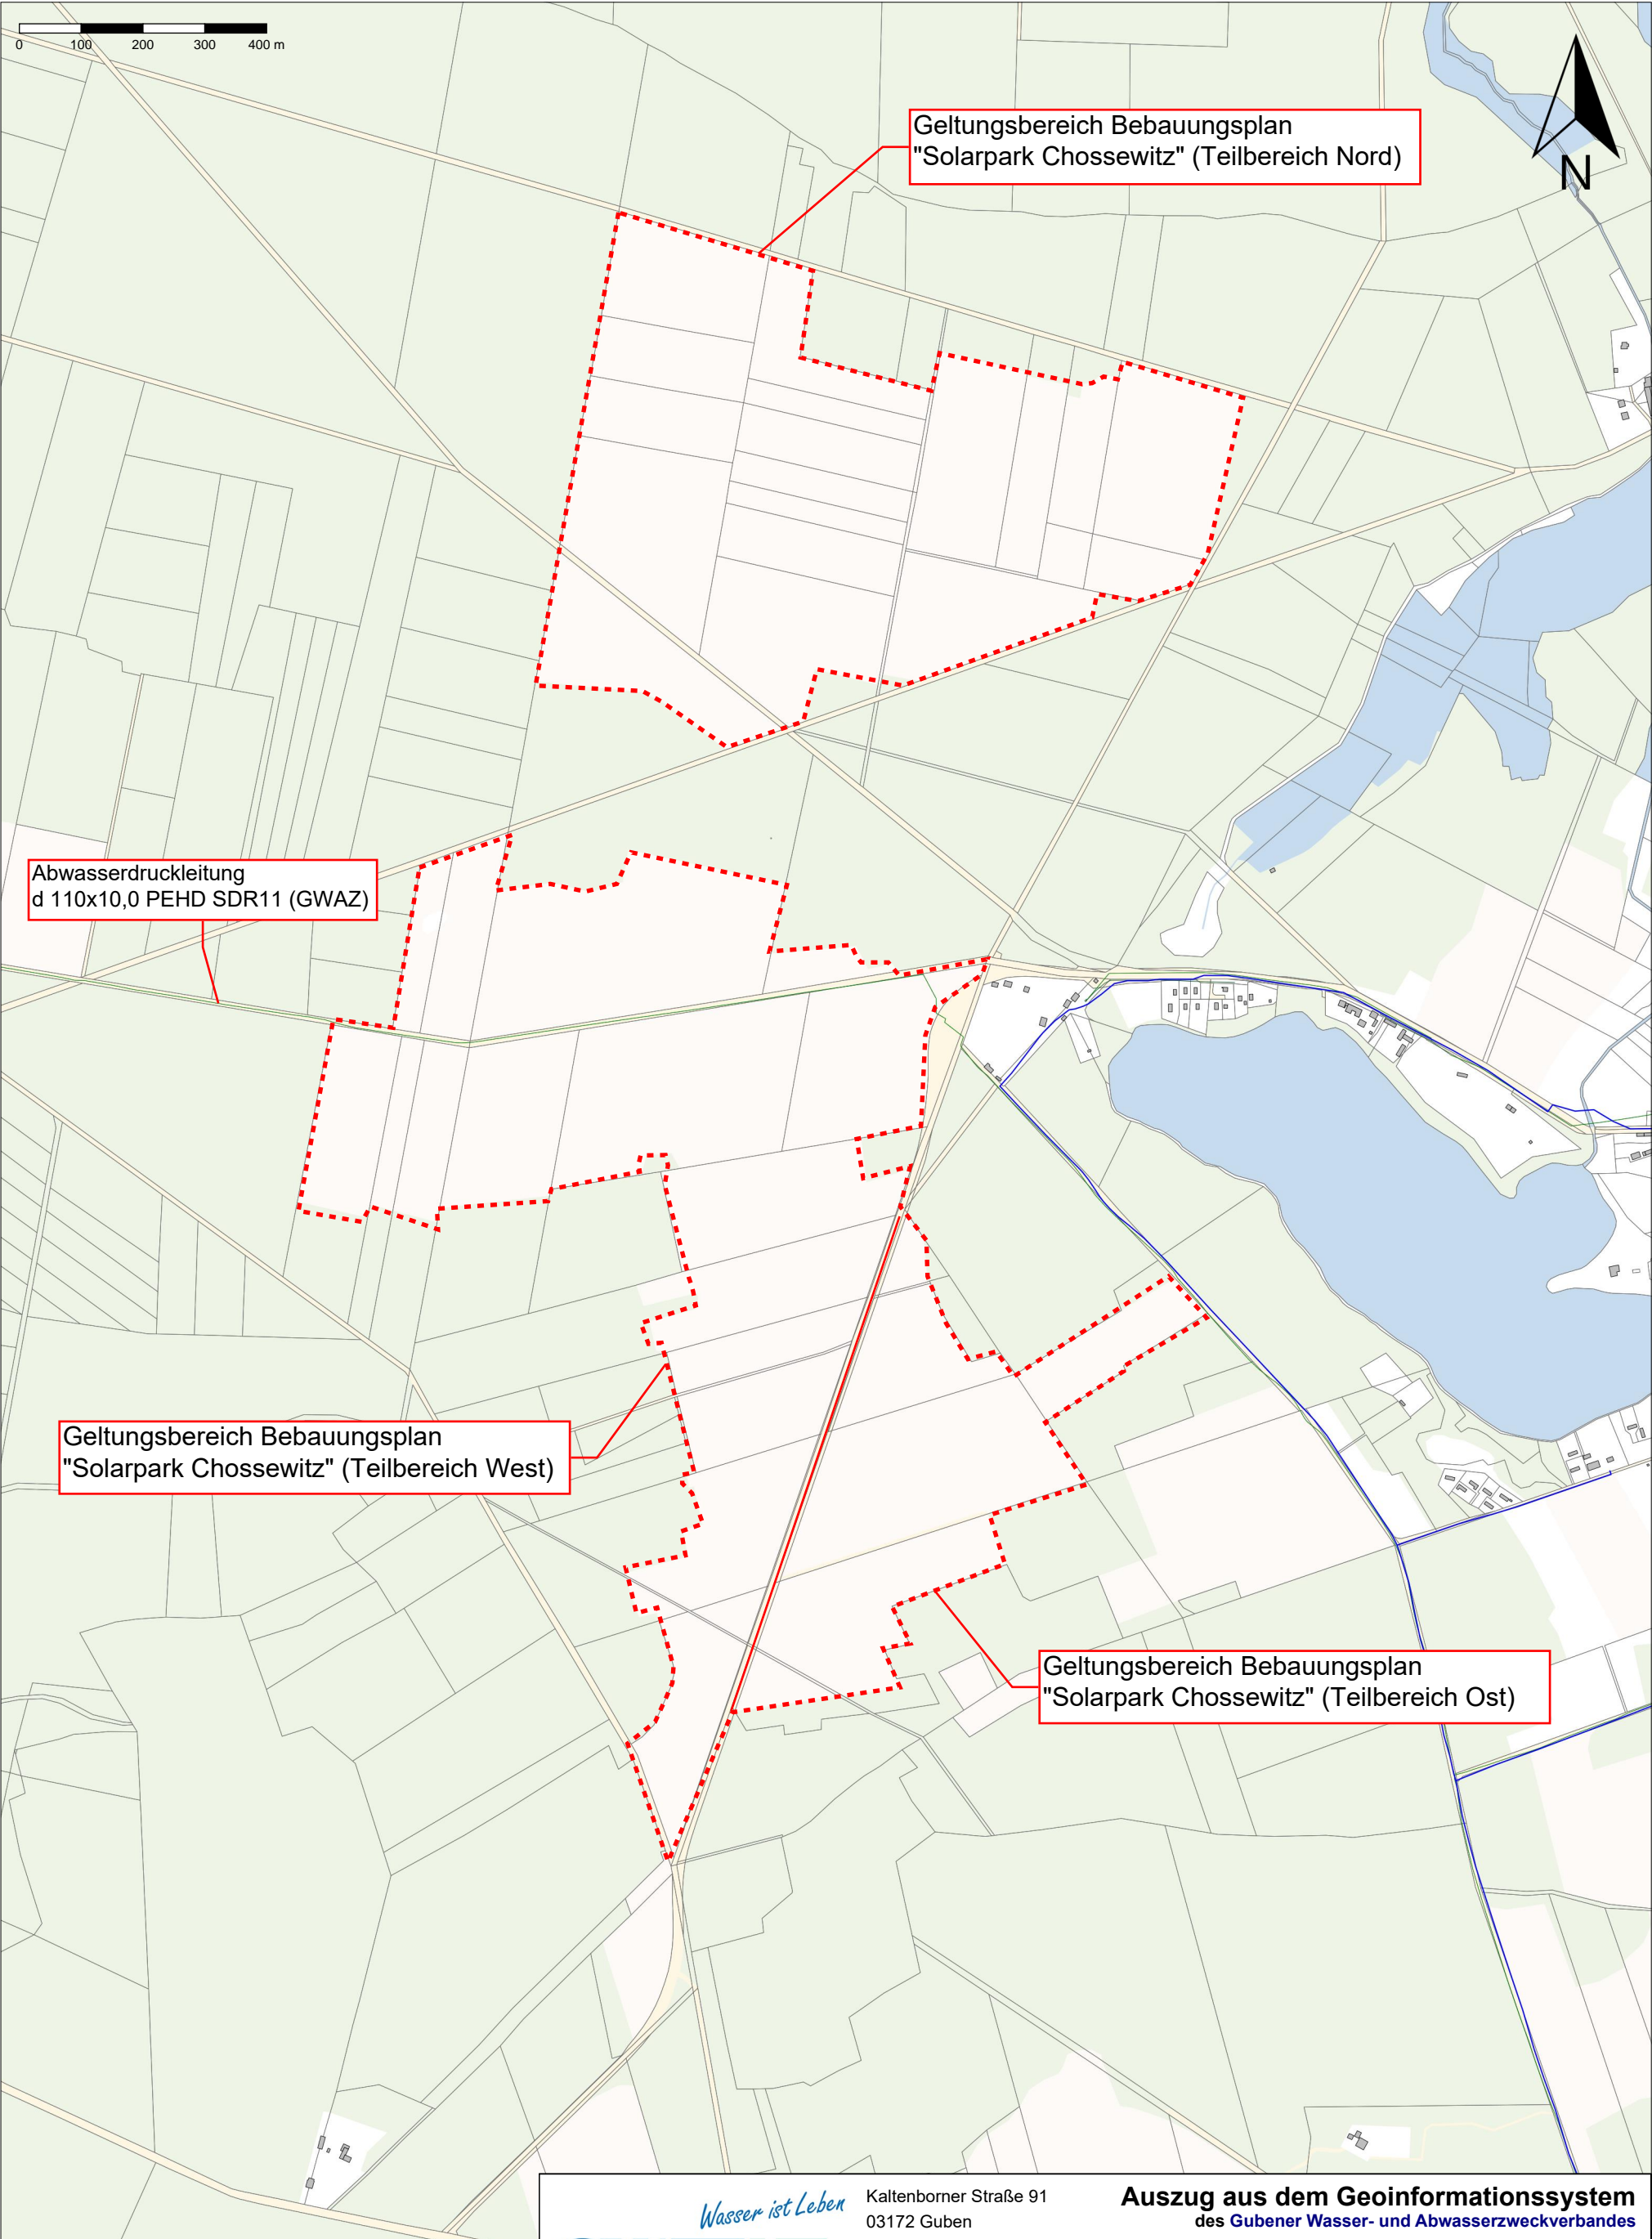 0 100 200 300 400 m
Geltungsbereich Bebauungsplan
"Solarpark Chossewitz" (Teilbereich Nord)
N
Abwasserdruckleitung
d 110x10,0 PEHD SDR11 (GWAZ)
Geltungsbereich Bebauungsplan
"Solarpark Chossewitz" (Teilbereich West)
Geltungsbereich Bebauungsplan
"Solarpark Chossewitz" (Teilbereich Ost)
Wasser ist Leben
Kaltenborner Straße 91
03172 Guben
Auszug aus dem Geoinformationssystem
des Gubener Wasser- und Abwasserzweckverbandes